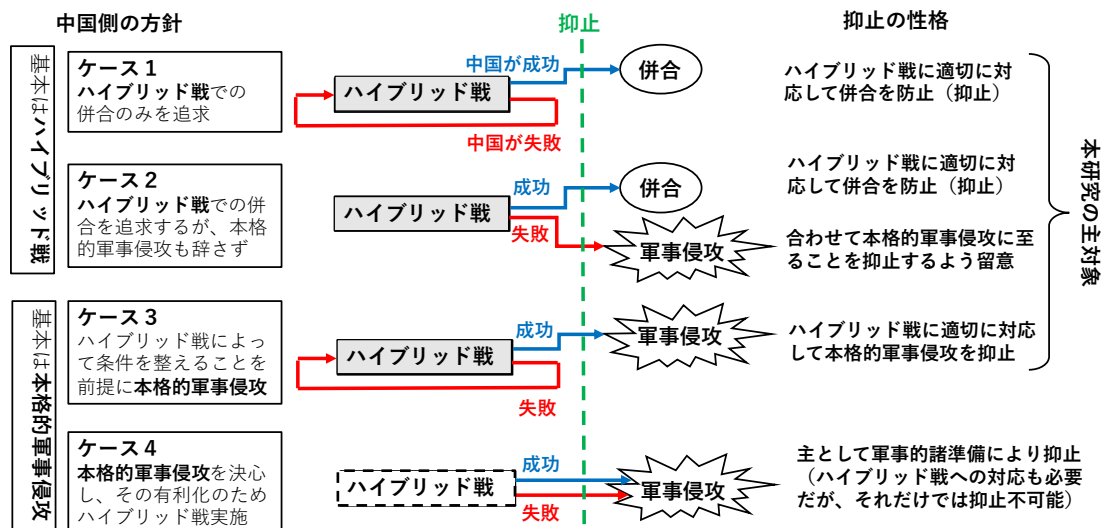 中国側の方針
抑止
抑止の性格
基本はハイブリッド戦
ケース1
ハイブリッド戦での
併合のみを追求
ハイブリッド戦
中国が成功
中国が失敗
併合
ハイブリッド戦に適切に対
応して併合を防止（抑止）
ケース2
ハイブリッド戦での併
合を追求するが、本格
的軍事侵攻も辞さず
ハイブリッド戦
成功
失敗
併合
軍事侵攻
ハイブリッド戦に適切に対
応して併合を防止（抑止）
合わせて本格的軍事侵攻に至
ることを抑止するよう留意
基本は本格的軍事侵攻
ケース3
ハイブリッド戦によっ
て条件を整えることを
前提に本格的軍事侵攻
ハイブリッド戦
成功
失敗
軍事侵攻
ハイブリッド戦に適切に対応
して本格的軍事侵攻を抑止
本研究の主対象
ケース4
本格的軍事侵攻を決心
し、その有利化のため
ハイブリッド戦実施
ハイブリッド戦
成功
失敗
軍事侵攻
主として軍事的諸準備により抑止
（ハイブリッド戦への対応も必要
だが、それだけでは抑止不可能）